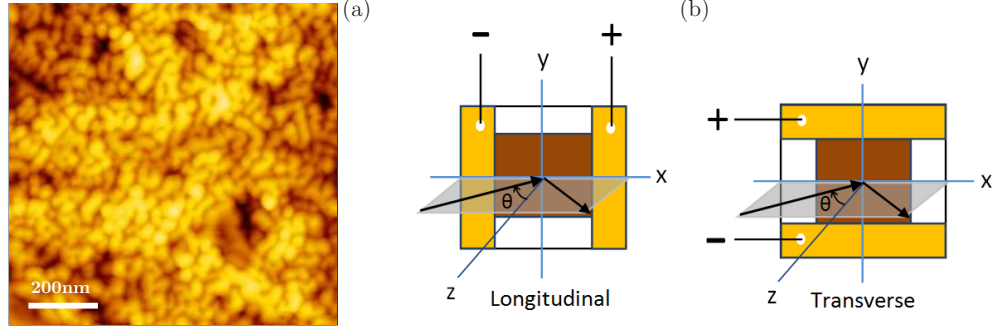 200nm
(a)
− +
y
x
θ
z
Longitudinal
(b)
y
+
x
θ
−
z
Transverse